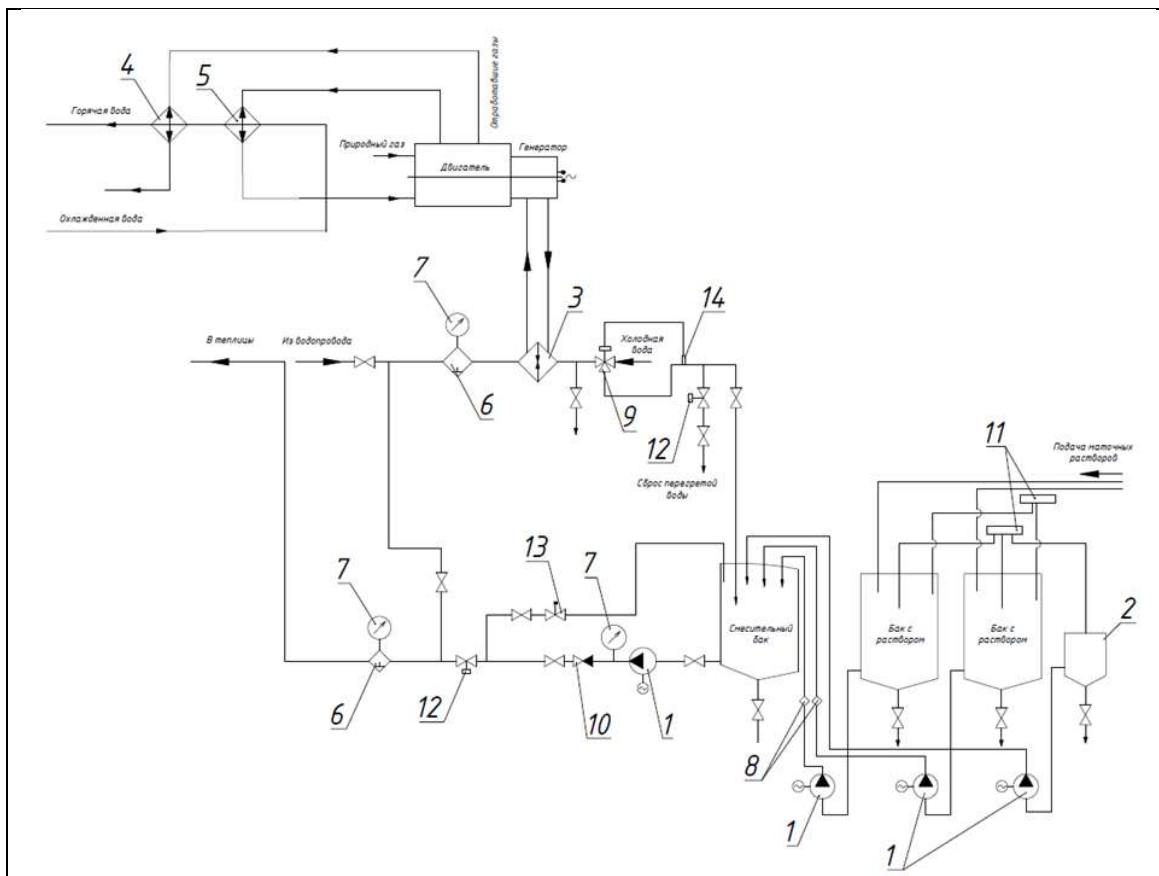 4
5
Горячая вода
Отработавшие газы
Природный газ
Генератор
Двигатель
Охлажденная вода
7
3
14
В теплицы
Из водопровода
Холодная
вода
6
9
12
11
Подача маточных
растворов
Сброс перегретой
воды
7
13
7
2
Смесительный
бак
Бак с
раствором
Бак с
раствором
6
12
10
1
8
1
1